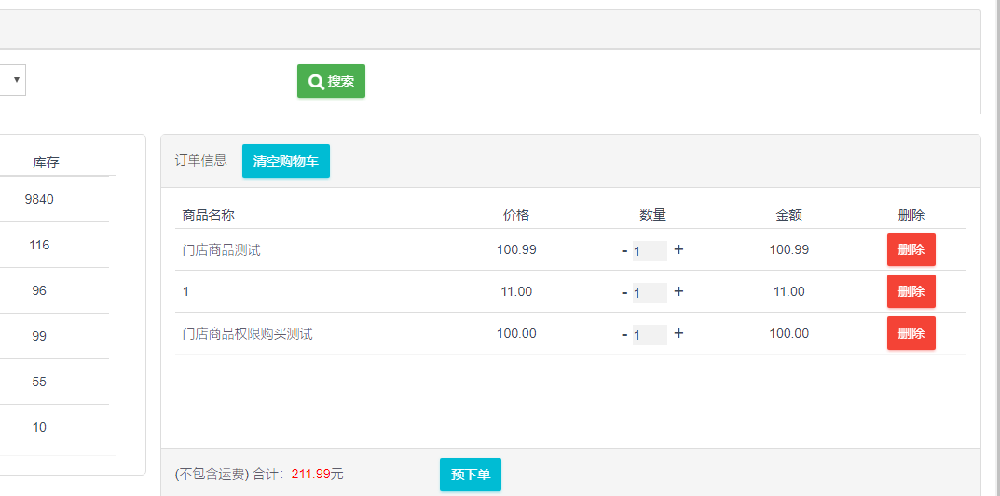 搜索
库存
9840
116
96
99
55
10
订单信息 清空购物车
商品名称 价格 数量 金额 删除
门店商品测试 100.99 - 1 + 100.99 删除
1 11.00 - 1 + 11.00 删除
门店商品权限购买测试 100.00 - 1 + 100.00 删除
(不包含运费) 合计： 211.99元 预下单